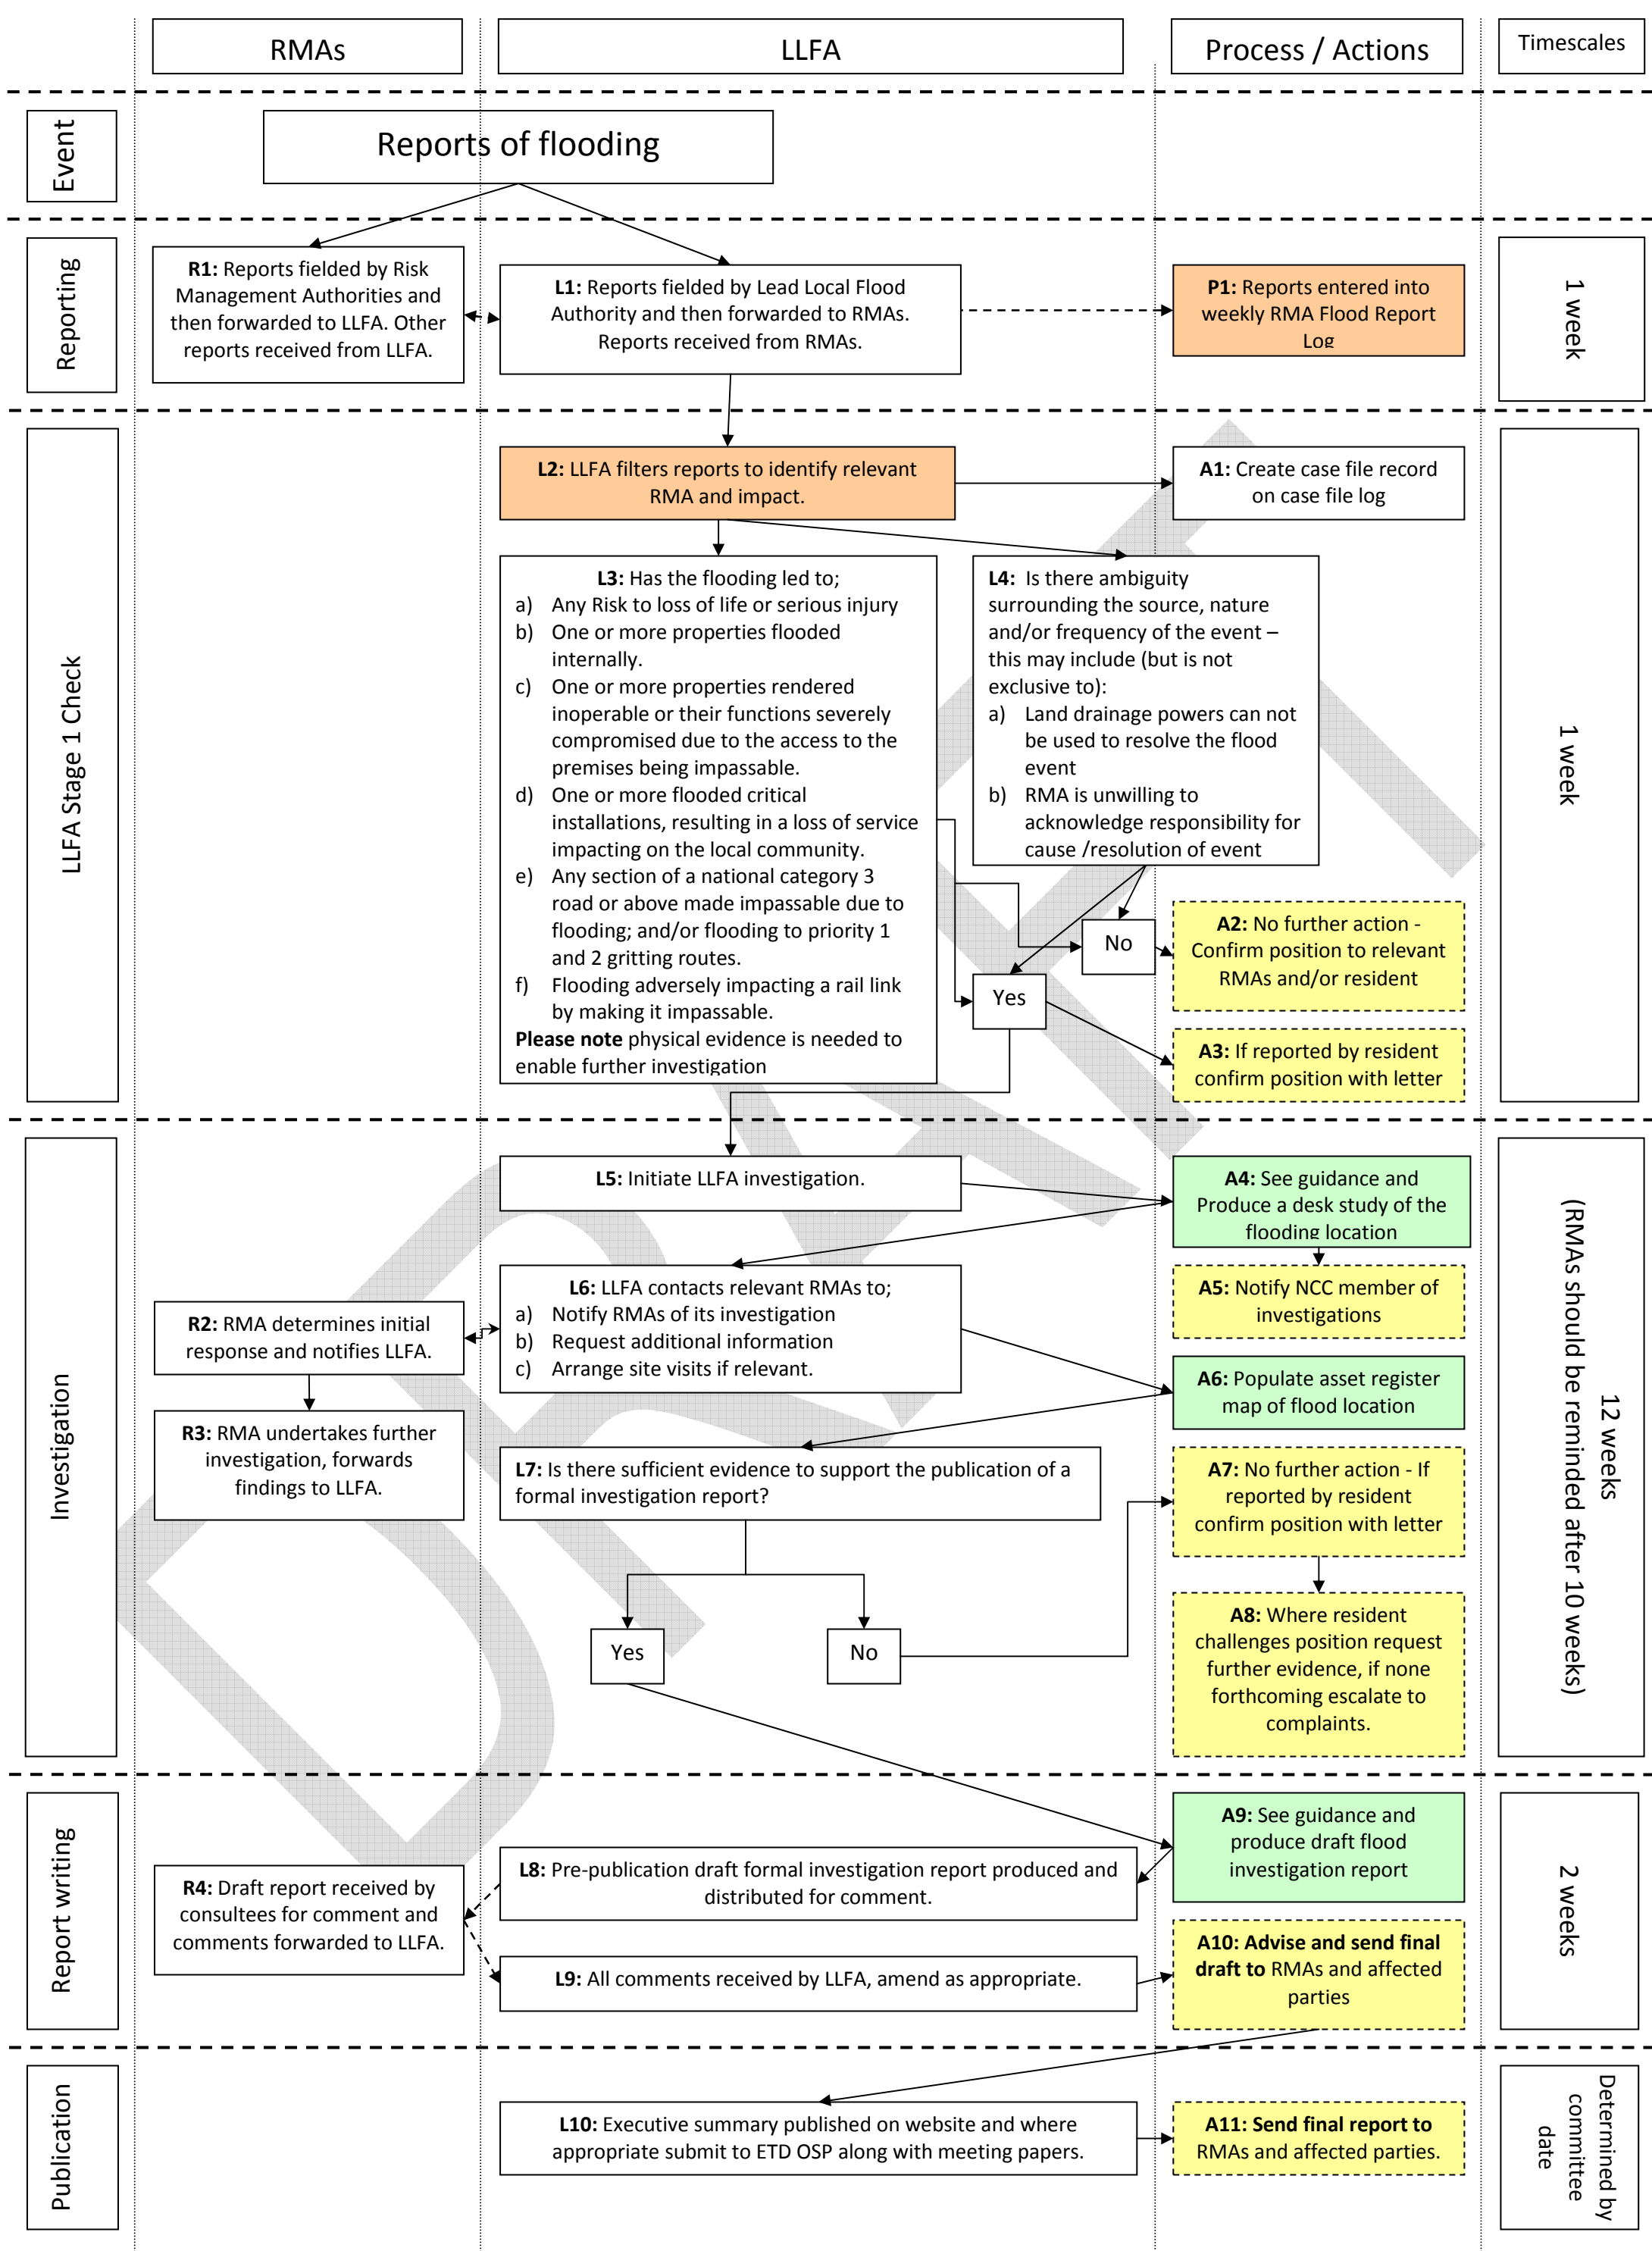 RMAs
LLFA
Process / Actions
Timescales
Event
Reports of flooding
Reporting
R1: Reports fielded by Risk
Management Authorities and
then forwarded to LLFA. Other
reports received from LLFA.
L1: Reports fielded by Lead Local Flood
Authority and then forwarded to RMAs.
Reports received from RMAs.
P1: Reports entered into
weekly RMA Flood Report
Log
1 week
LLFA Stage 1 Check
L2: LLFA filters reports to identify relevant
RMA and impact.
A1: Create case file record
on case file log
L3: Has the flooding led to;
a) Any Risk to loss of life or serious injury
b) One or more properties flooded
internally.
c) One or more properties rendered
inoperable or their functions severely
compromised due to the access to the
premises being impassable.
d) One or more flooded critical
installations, resulting in a loss of service
impacting on the local community.
e) Any section of a national category 3
road or above made impassable due to
flooding; and/or flooding to priority 1
and 2 gritting routes.
f) Flooding adversely impacting a rail link
by making it impassable.
Please note physical evidence is needed to
enable further investigation
L4: Is there ambiguity
surrounding the source, nature
and/or frequency of the event –
this may include (but is not
exclusive to):
a) Land drainage powers can not
be used to resolve the flood
event
b) RMA is unwilling to
acknowledge responsibility for
cause /resolution of event
No
Yes
A2: No further action -
Confirm position to relevant
RMAs and/or resident
A3: If reported by resident
confirm position with letter
1 week
Investigation
L5: Initiate LLFA investigation.
A4: See guidance and
Produce a desk study of the
flooding location
L6: LLFA contacts relevant RMAs to;
a) Notify RMAs of its investigation
b) Request additional information
c) Arrange site visits if relevant.
A5: Notify NCC member of
investigations
R2: RMA determines initial
response and notifies LLFA.
A6: Populate asset register
map of flood location
R3: RMA undertakes further
investigation, forwards
findings to LLFA.
L7: Is there sufficient evidence to support the publication of a
formal investigation report?
A7: No further action - If
reported by resident
confirm position with letter
Yes
No
A8: Where resident
challenges position request
further evidence, if none
forthcoming escalate to
complaints.
12 weeks
(RMAs should be reminded after 10 weeks)
Report writing
A9: See guidance and
produce draft flood
investigation report
L8: Pre-publication draft formal investigation report produced and
distributed for comment.
R4: Draft report received by
consultees for comment and
comments forwarded to LLFA.
L9: All comments received by LLFA, amend as appropriate.
A10: Advise and send final
draft to RMAs and affected
parties
2 weeks
Publication
L10: Executive summary published on website and where
appropriate submit to ETD OSP along with meeting papers.
A11: Send final report to
RMAs and affected parties.
Determined by
committee
date
DRAFT